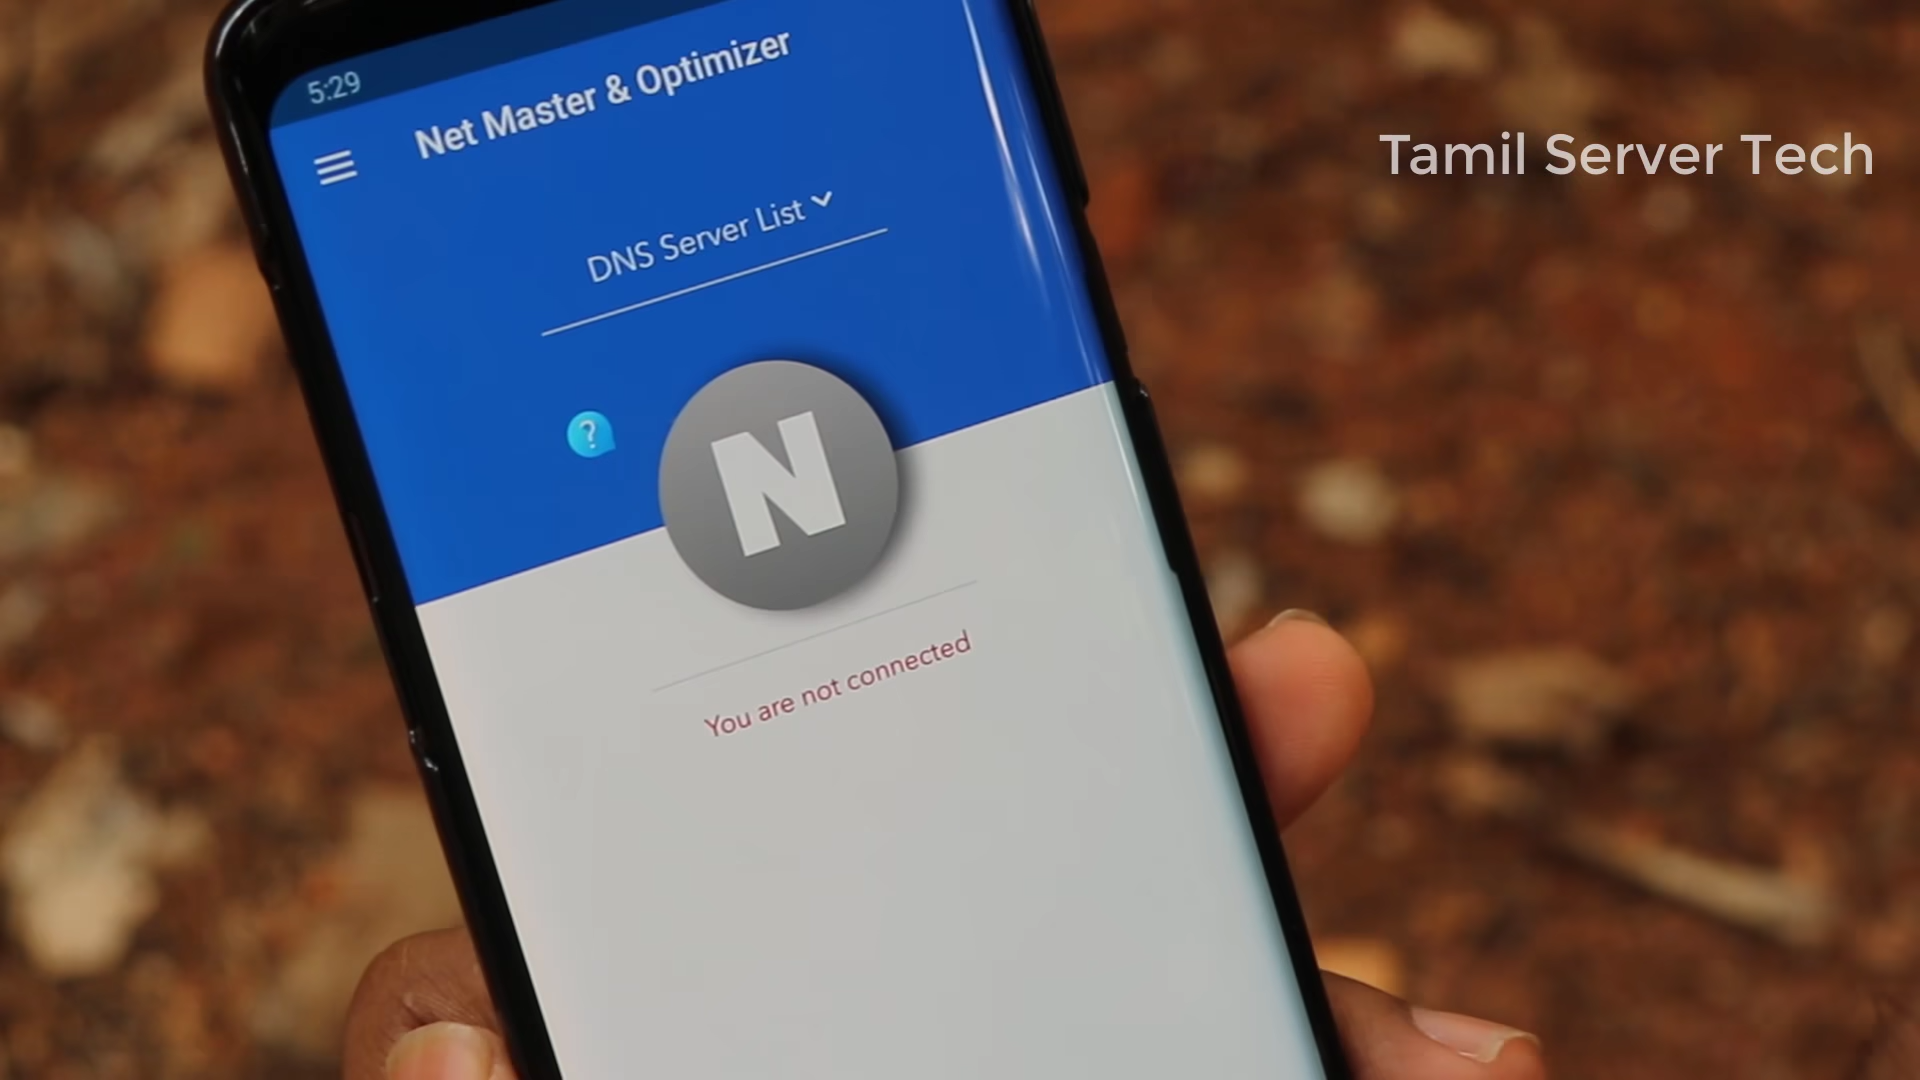 5:29
Net Master & Optimizer
Tamil Server Tech
DNS Server List
?
N
You are not connected